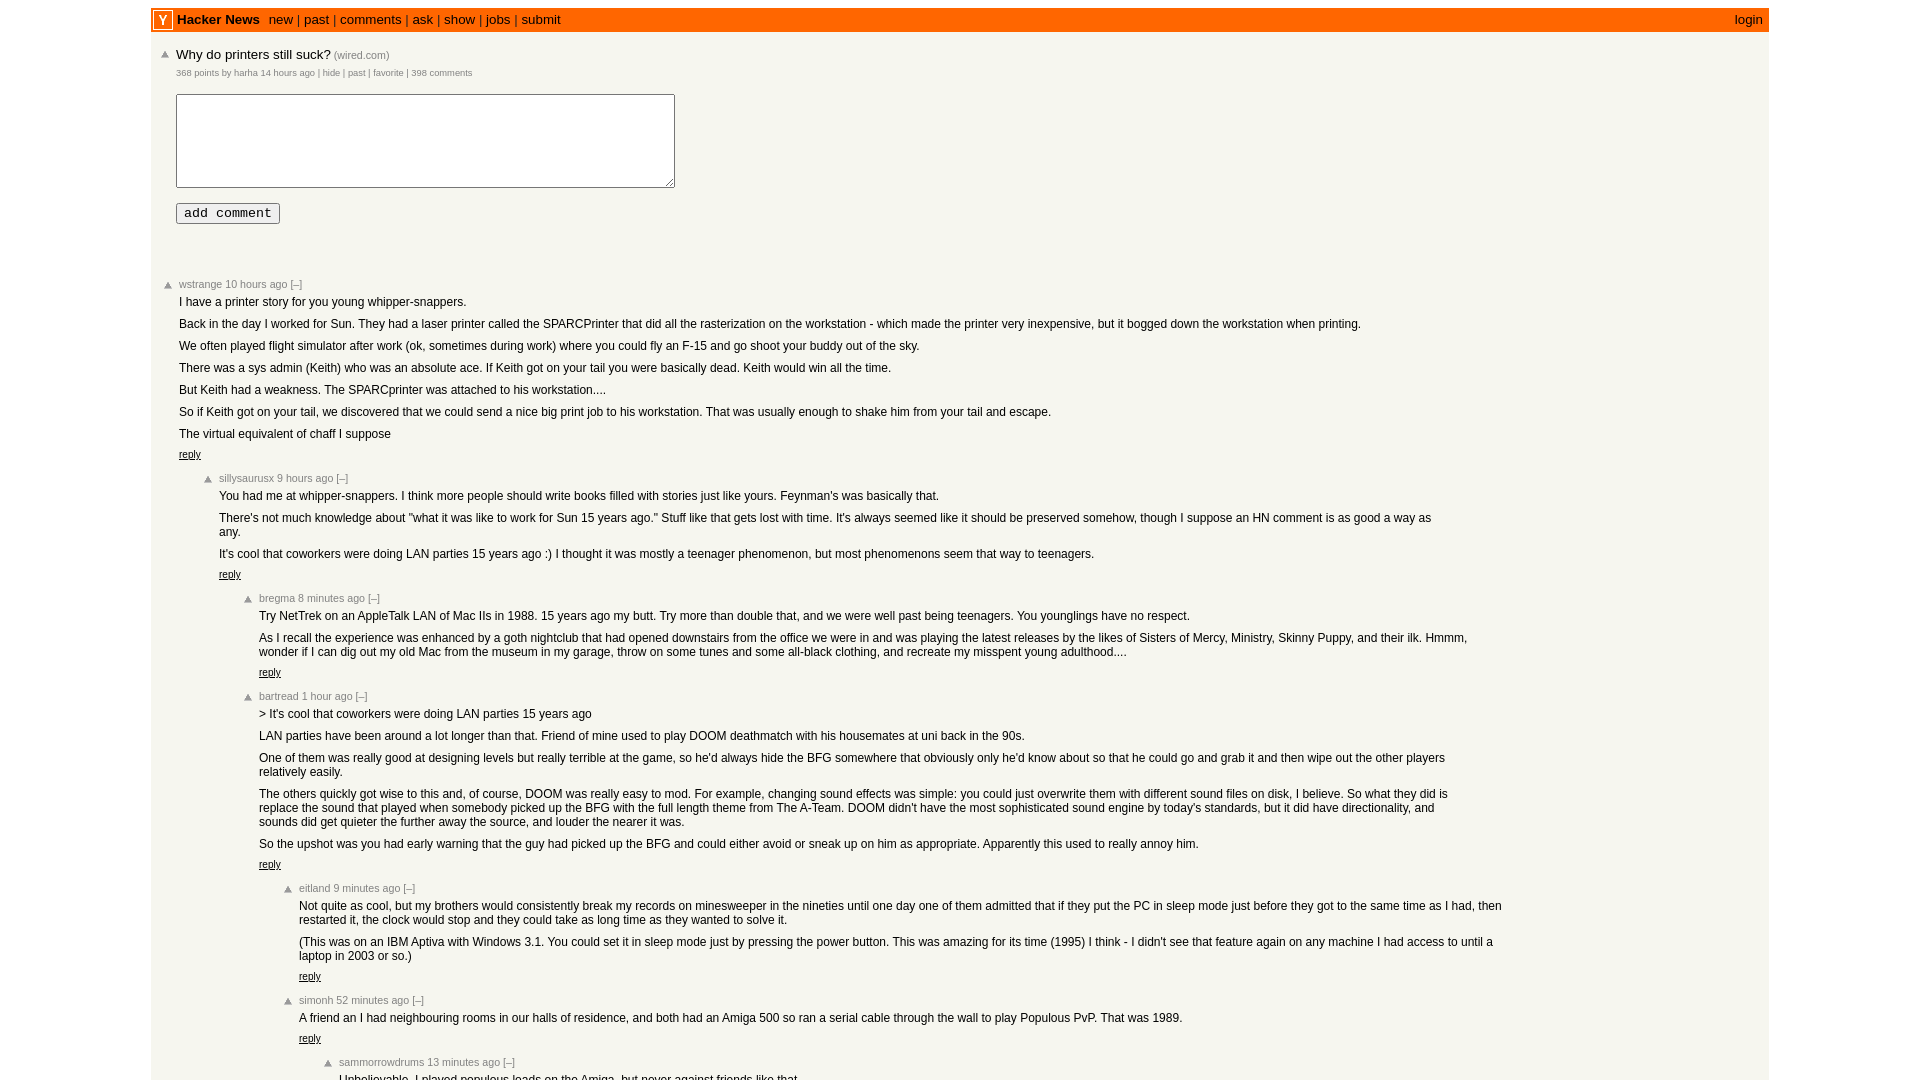 Y Hacker News new | past | comments | ask | show | jobs | submit login
Why do printers still suck? (wired.com)
368 points by harha 14 hours ago | hide | past | favorite | 398 comments
add comment
wstrange 10 hours ago [–]
I have a printer story for you young whipper-snappers.
Back in the day I worked for Sun. They had a laser printer called the SPARCPrinter that did all the rasterization on the workstation - which made the printer very inexpensive, but it bogged down the workstation when printing.
We often played flight simulator after work (ok, sometimes during work) where you could fly an F-15 and go shoot your buddy out of the sky.
There was a sys admin (Keith) who was an absolute ace. If Keith got on your tail you were basically dead. Keith would win all the time.
But Keith had a weakness. The SPARCprinter was attached to his workstation....
So if Keith got on your tail, we discovered that we could send a nice big print job to his workstation. That was usually enough to shake him from your tail and escape.
The virtual equivalent of chaff I suppose
reply
sillysaurusx 9 hours ago [–]
You had me at whipper-snappers. I think more people should write books filled with stories just like yours. Feynman's was basically that.
There's not much knowledge about "what it was like to work for Sun 15 years ago." Stuff like that gets lost with time. It's always seemed like it should be preserved somehow, though I suppose an HN comment is as good a way as
any.
It's cool that coworkers were doing LAN parties 15 years ago :) I thought it was mostly a teenager phenomenon, but most phenomenons seem that way to teenagers.
reply
bregma 8 minutes ago [–]
Try NetTrek on an AppleTalk LAN of Mac IIs in 1988. 15 years ago my butt. Try more than double that, and we were well past being teenagers. You younglings have no respect.
As I recall the experience was enhanced by a goth nightclub that had opened downstairs from the office we were in and was playing the latest releases by the likes of Sisters of Mercy, Ministry, Skinny Puppy, and their ilk. Hmmm,
wonder if I can dig out my old Mac from the museum in my garage, throw on some tunes and some all-black clothing, and recreate my misspent young adulthood....
reply
bartread 1 hour ago [–]
> It's cool that coworkers were doing LAN parties 15 years ago
LAN parties have been around a lot longer than that. Friend of mine used to play DOOM deathmatch with his housemates at uni back in the 90s.
One of them was really good at designing levels but really terrible at the game, so he'd always hide the BFG somewhere that obviously only he'd know about so that he could go and grab it and then wipe out the other players
relatively easily.
The others quickly got wise to this and, of course, DOOM was really easy to mod. For example, changing sound effects was simple: you could just overwrite them with different sound files on disk, I believe. So what they did is
replace the sound that played when somebody picked up the BFG with the full length theme from The A-Team. DOOM didn't have the most sophisticated sound engine by today's standards, but it did have directionality, and
sounds did get quieter the further away the source, and louder the nearer it was.
So the upshot was you had early warning that the guy had picked up the BFG and could either avoid or sneak up on him as appropriate. Apparently this used to really annoy him.
reply
eitland 9 minutes ago [–]
Not quite as cool, but my brothers would consistently break my records on minesweeper in the nineties until one day one of them admitted that if they put the PC in sleep mode just before they got to the same time as I had, then
restarted it, the clock would stop and they could take as long time as they wanted to solve it.
(This was on an IBM Aptiva with Windows 3.1. You could set it in sleep mode just by pressing the power button. This was amazing for its time (1995) I think - I didn't see that feature again on any machine I had access to until a
laptop in 2003 or so.)
reply
simonh 52 minutes ago [–]
A friend an I had neighbouring rooms in our halls of residence, and both had an Amiga 500 so ran a serial cable through the wall to play Populous PvP. That was 1989.
reply
sammorrowdrums 13 minutes ago [–]
Unbelievable, I played populous loads on the Amiga, but never against friends like that.